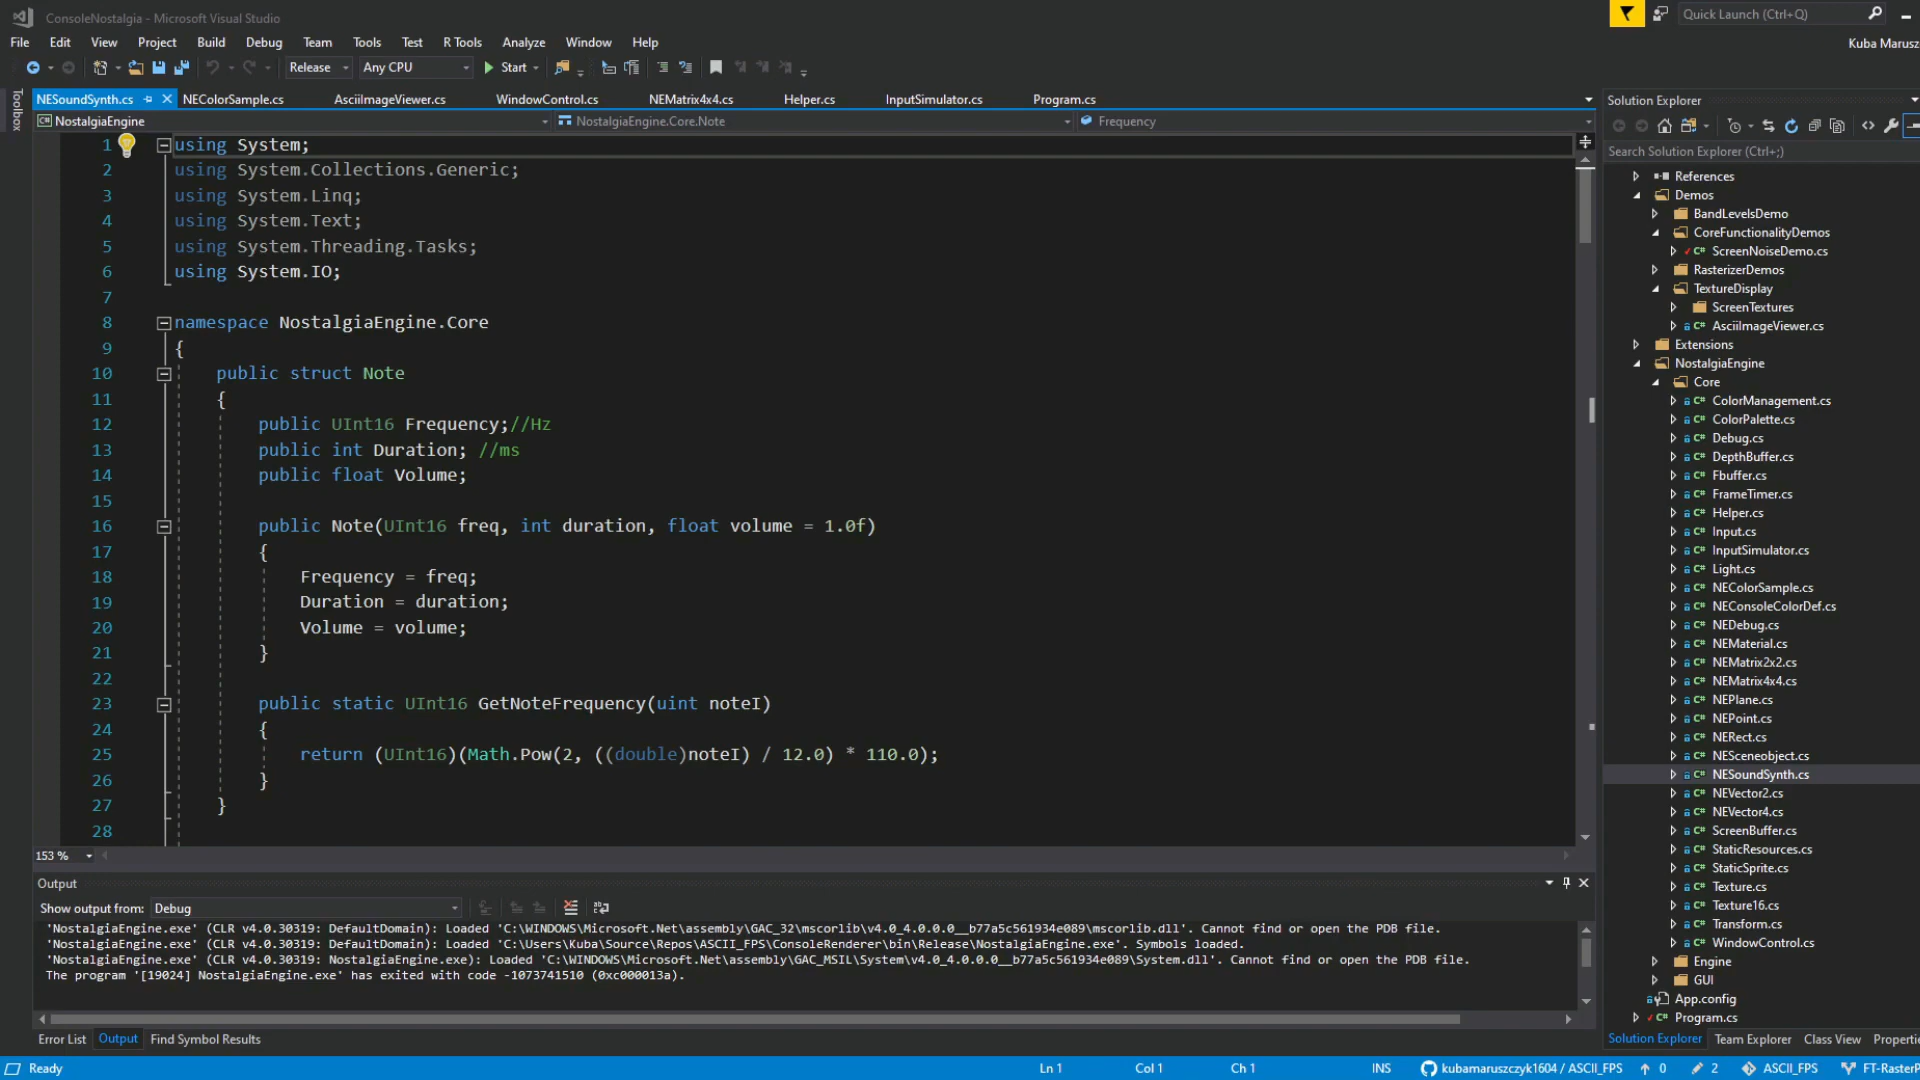 ConsoleNostalgia - Microsoft Visual Studio
Quick Launch (Ctrl+Q)
File Edit View Project Build Debug Team Tools Test R Tools Analyze Window Help
Kuba Marusz
Release Any CPU Start
Toolbox
NESoundSynth.cs NEColorSample.cs AsciiImageViewer.cs WindowControl.cs NEMatrix4x4.cs Helper.cs InputSimulator.cs Program.cs
NostalgiaEngine NostalgiaEngine.Core.Note Frequency
1 using System;
2 using System.Collections.Generic;
3 using System.Linq;
4 using System.Text;
5 using System.Threading.Tasks;
6 using System.IO;
7
8 namespace NostalgiaEngine.Core
9 {
10 public struct Note
11 {
12 public UInt16 Frequency;//Hz
13 public int Duration; //ms
14 public float Volume;
15
16 public Note(UInt16 freq, int duration, float volume = 1.0f)
17 {
18 Frequency = freq;
19 Duration = duration;
20 Volume = volume;
21 }
22
23 public static UInt16 GetNoteFrequency(uint noteI)
24 {
25 return (UInt16)(Math.Pow(2, ((double)noteI) / 12.0) * 110.0);
26 }
27 }
28
153 %
Output
Show output from: Debug
'NostalgiaEngine.exe' (CLR v4.0.30319: DefaultDomain): Loaded 'C:\WINDOWS\Microsoft.Net\assembly\GAC_32\mscorlib\v4.0_4.0.0.0__b77a5c561934e089\mscorlib.dll'. Cannot find or open the PDB file.
'NostalgiaEngine.exe' (CLR v4.0.30319: DefaultDomain): Loaded 'C:\Users\Kuba\Source\Repos\ASCII_FPS\ConsoleRenderer\bin\Release\NostalgiaEngine.exe'. Symbols loaded.
'NostalgiaEngine.exe' (CLR v4.0.30319: NostalgiaEngine.exe): Loaded 'C:\WINDOWS\Microsoft.Net\assembly\GAC_MSIL\System\v4.0_4.0.0.0__b77a5c561934e089\System.dll'. Cannot find or open the PDB file.
The program '[19024] NostalgiaEngine.exe' has exited with code -1073741510 (0xc000013a).
Error List Output Find Symbol Results
Solution Explorer
Search Solution Explorer (Ctrl+;)
References
Demos
BandLevelsDemo
CoreFunctionalityDemos
C# ScreenNoiseDemo.cs
RasterizerDemos
TextureDisplay
ScreenTextures
C# AsciiImageViewer.cs
Extensions
NostalgiaEngine
Core
C# ColorManagement.cs
C# ColorPalette.cs
C# Debug.cs
C# DepthBuffer.cs
C# Fbuffer.cs
C# FrameTimer.cs
C# Helper.cs
C# Input.cs
C# InputSimulator.cs
C# Light.cs
C# NEColorSample.cs
C# NEConsoleColorDef.cs
C# NEDebug.cs
C# NEMaterial.cs
C# NEMatrix2x2.cs
C# NEMatrix4x4.cs
C# NEPlane.cs
C# NEPoint.cs
C# NERect.cs
C# NESceneobject.cs
C# NESoundSynth.cs
C# NEVector2.cs
C# NEVector4.cs
C# ScreenBuffer.cs
C# StaticResources.cs
C# StaticSprite.cs
C# Texture.cs
C# Texture16.cs
C# Transform.cs
C# WindowControl.cs
Engine
GUI
App.config
C# Program.cs
Solution Explorer Team Explorer Class View Properti
Ready Ln 1 Col 1 Ch 1 INS kubamaruszczyk1604 / ASCII_FPS 0 2 ASCII_FPS FT-RasterP